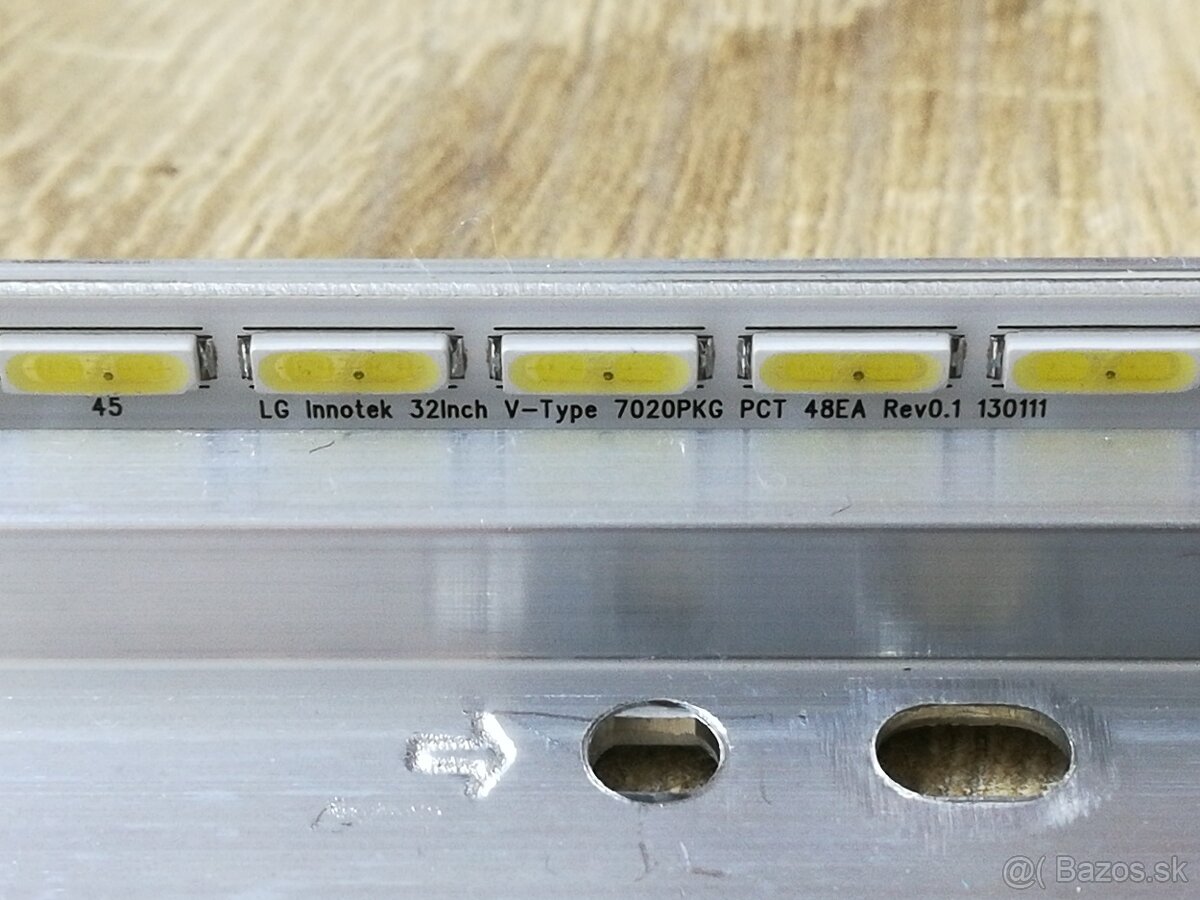 45 LG Innotek 32Inch V-Type 7020PKG PCT 48EA Rev0.1 130111
@( Bazos.sk